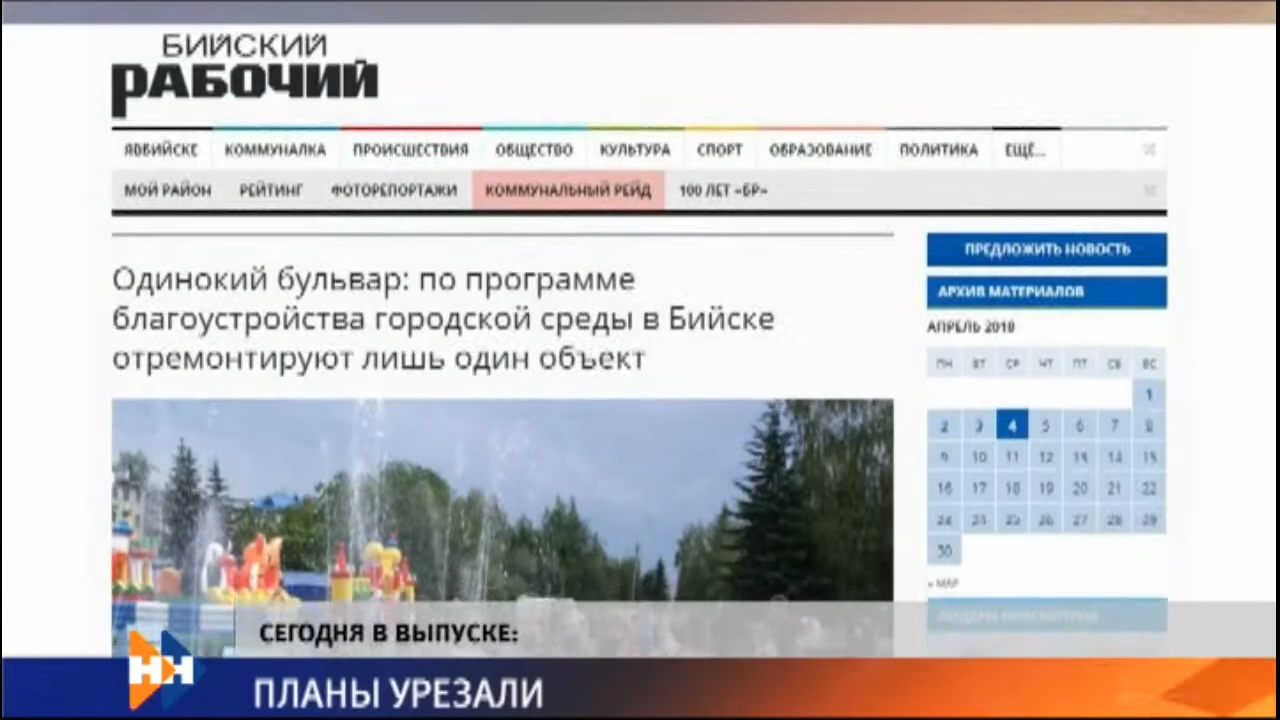 БИЙСКИЙ
РАБОЧИЙ
ЯВБИЙСКЕ КОММУНАЛКА ПРОИСШЕСТВИЯ ОБЩЕСТВО КУЛЬТУРА СПОРТ ОБРАЗОВАНИЕ ПОЛИТИКА ЕЩЁ...
МОЙ РАЙОН РЕЙТИНГ ФОТОРЕПОРТАЖИ КОММУНАЛЬНЫЙ РЕЙД 100 ЛЕТ «БР»
Одинокий бульвар: по программе
благоустройства городской среды в Бийске
отремонтируют лишь один объект
ПРЕДЛОЖИТЬ НОВОСТЬ
АРХИВ МАТЕРИАЛОВ
АПРЕЛЬ 2018
ПН ВТ СР ЧТ ПТ СБ ВС
1
2 3 4 5 6 7 8
9 10 11 12 13 14 15
16 17 18 19 20 21 22
23 24 25 26 27 28 29
30
« МАР
СЕГОДНЯ В ВЫПУСКЕ:
НН
ПЛАНЫ УРЕЗАЛИ